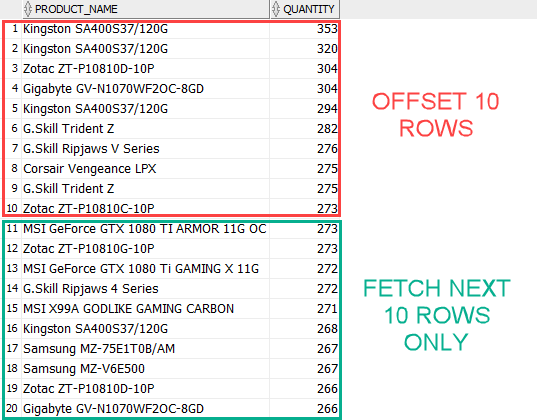 PRODUCT_NAME QUANTITY
1 Kingston SA400S37/120G 353
2 Kingston SA400S37/120G 320
3 Zotac ZT-P10810D-10P 304
4 Gigabyte GV-N1070WF2OC-8GD 304
5 Kingston SA400S37/120G 294
6 G.Skill Trident Z 282
7 G.Skill Ripjaws V Series 276
8 Corsair Vengeance LPX 275
9 G.Skill Trident Z 275
10 Zotac ZT-P10810C-10P 273
OFFSET 10
ROWS
11 MSI GeForce GTX 1080 TI ARMOR 11G OC 273
12 Zotac ZT-P10810G-10P 273
13 MSI GeForce GTX 1080 Ti GAMING X 11G 272
14 G.Skill Ripjaws 4 Series 272
15 MSI X99A GODLIKE GAMING CARBON 271
16 Kingston SA400S37/120G 268
17 Samsung MZ-75E1T0B/AM 267
18 Samsung MZ-V6E500 267
19 Zotac ZT-P10810D-10P 266
20 Gigabyte GV-N1070WF2OC-8GD 266
FETCH NEXT
10 ROWS
ONLY